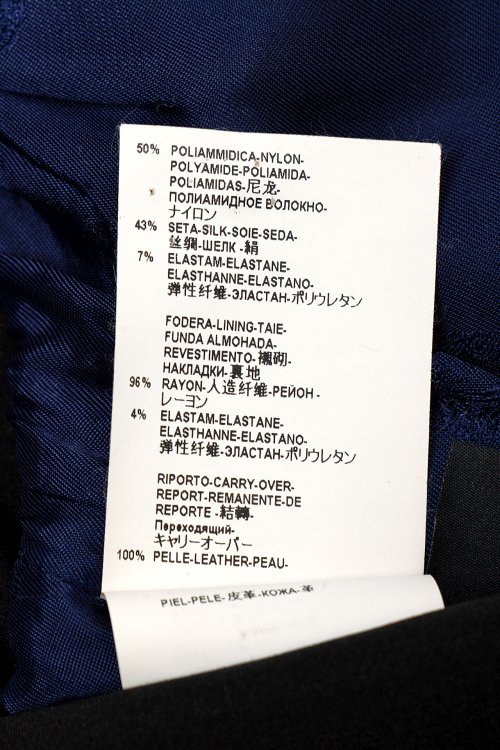 50% POLIAMMIDICA-NYLON-
POLYAMIDE-POLIAMIDA-
POLIAMIDAS-尼龙-
ПОЛИАМИДНОЕ ВОЛОКНО-
ナイロン
43% SETA-SILK-SOIE-SEDA-
丝绸-ШЕЛК-絹
7% ELASTAM-ELASTANE-
ELASTHANNE-ELASTANO-
弹性纤维-ЭЛАСТАН-ポリウレタン
FODERA-LINING-TAIE-
FUNDA ALMOHADA-
REVESTIMENTO-襯砌-
НАКЛАДКИ-裏地
96% RAYON-人造纤维-РЕЙОН-
レーヨン
4% ELASTAM-ELASTANE-
ELASTHANNE-ELASTANO-
弹性纤维-ЭЛАСТАН-ポリウレタン
RIPORTO-CARRY-OVER-
REPORT-REMANENTE-DE
REPORTE-結轉-
Переходящий-
キャリーオーバー
100% PELLE-LEATHER-PEAU-
PIEL-PELE-皮革-КОЖА-革